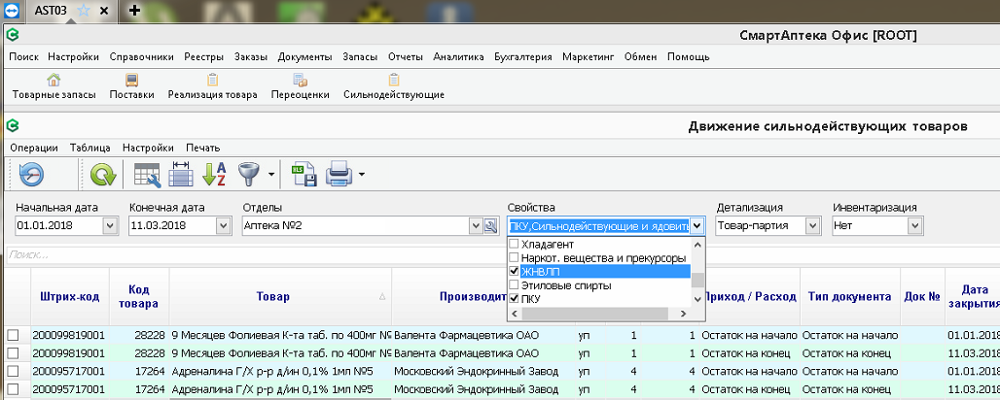 AST03
СмартАптека Офис [ROOT]
Поиск Настройки Справочники Реестры Заказы Документы Запасы Отчеты Аналитика Бухгалтерия Маркетинг Обмен Помощь
Товарные запасы Поставки Реализация товара Переоценки Сильнодействующие
Движение сильнодействующих товаров
Операции Таблица Настройки Печать
Начальная дата Конечная дата Отделы Свойства Детализация Инвентаризация
01.01.2018 11.03.2018 Аптека №2 ПКУ,Сильнодействующие и ядовить Товар-партия Нет
Хладагент
Поиск...
Наркот. вещества и прекурсоры
ЖНВЛП
Этиловые спирты
ПКУ
Штрих-код Код товара Товар Производит Приход / Расход Тип документа Док № Дата закрытия
200099819001 28228 9 Месяцев Фолиевая К-та таб. по 400мг № Валента Фармацевтика ОАО уп 1 1 Остаток на начало Остаток на начало 01.01.2018
200099819001 28228 9 Месяцев Фолиевая К-та таб. по 400мг № Валента Фармацевтика ОАО уп 1 1 Остаток на конец Остаток на конец 11.03.2018
200095717001 17264 Адреналина Г/Х р-р д/ин 0,1% 1мл №5 Московский Эндокринный Завод уп 4 4 Остаток на начало Остаток на начало 01.01.2018
200095717001 17264 Адреналина Г/Х р-р д/ин 0,1% 1мл №5 Московский Эндокринный Завод уп 4 4 Остаток на конец Остаток на конец 11.03.2018